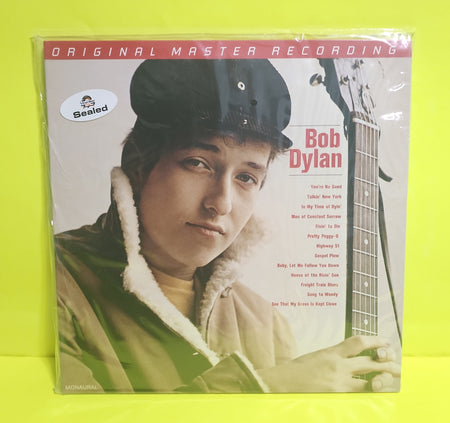 ORIGINAL MASTER RECORDING
Sealed
Bob
Dylan
You're No Good
Talkin' New York
In My Time of Dyin'
Man of Constant Sorrow
Fixin' to Die
Pretty Peggy-O
Highway 51
Gospel Plow
Baby, Let Me Follow You Down
House of the Risin' Sun
Freight Train Blues
Song to Woody
See That My Grave Is Kept Clean
MONAURAL